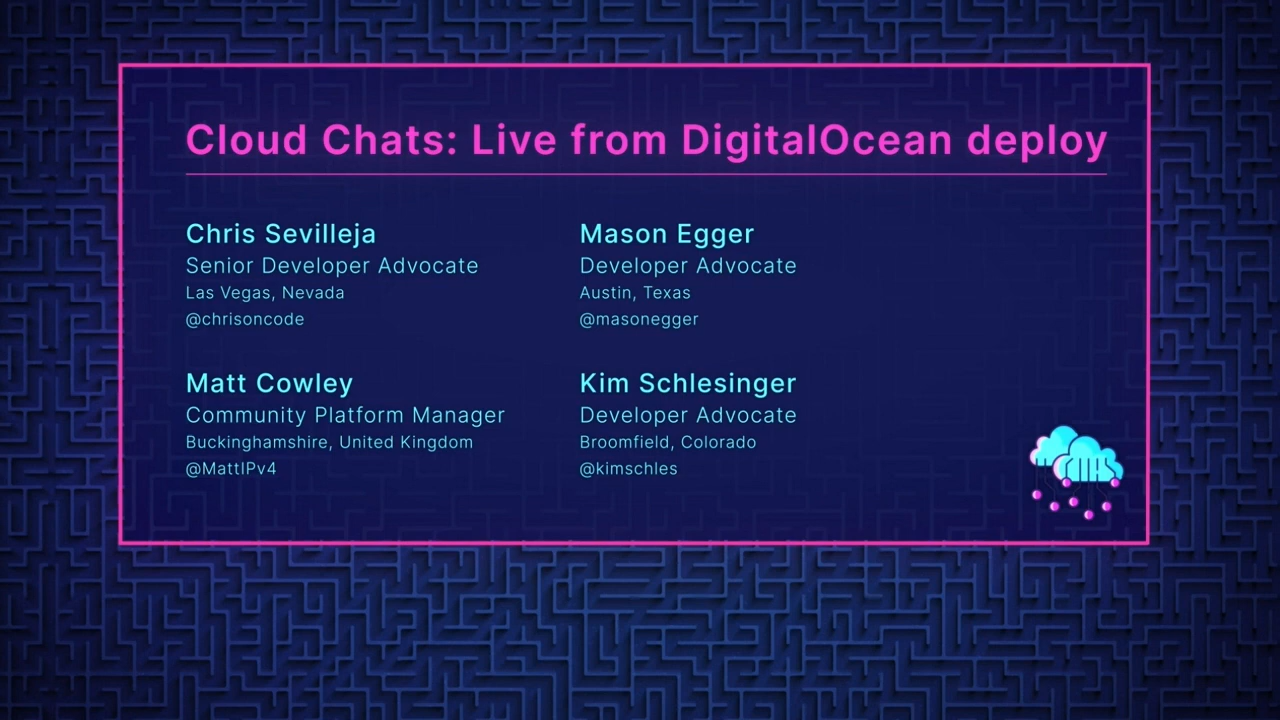 Cloud Chats: Live from DigitalOcean deploy
Chris Sevilleja
Senior Developer Advocate
Las Vegas, Nevada
@chrisoncode
Mason Egger
Developer Advocate
Austin, Texas
@masonegger
Matt Cowley
Community Platform Manager
Buckinghamshire, United Kingdom
@MattIPv4
Kim Schlesinger
Developer Advocate
Broomfield, Colorado
@kimschles